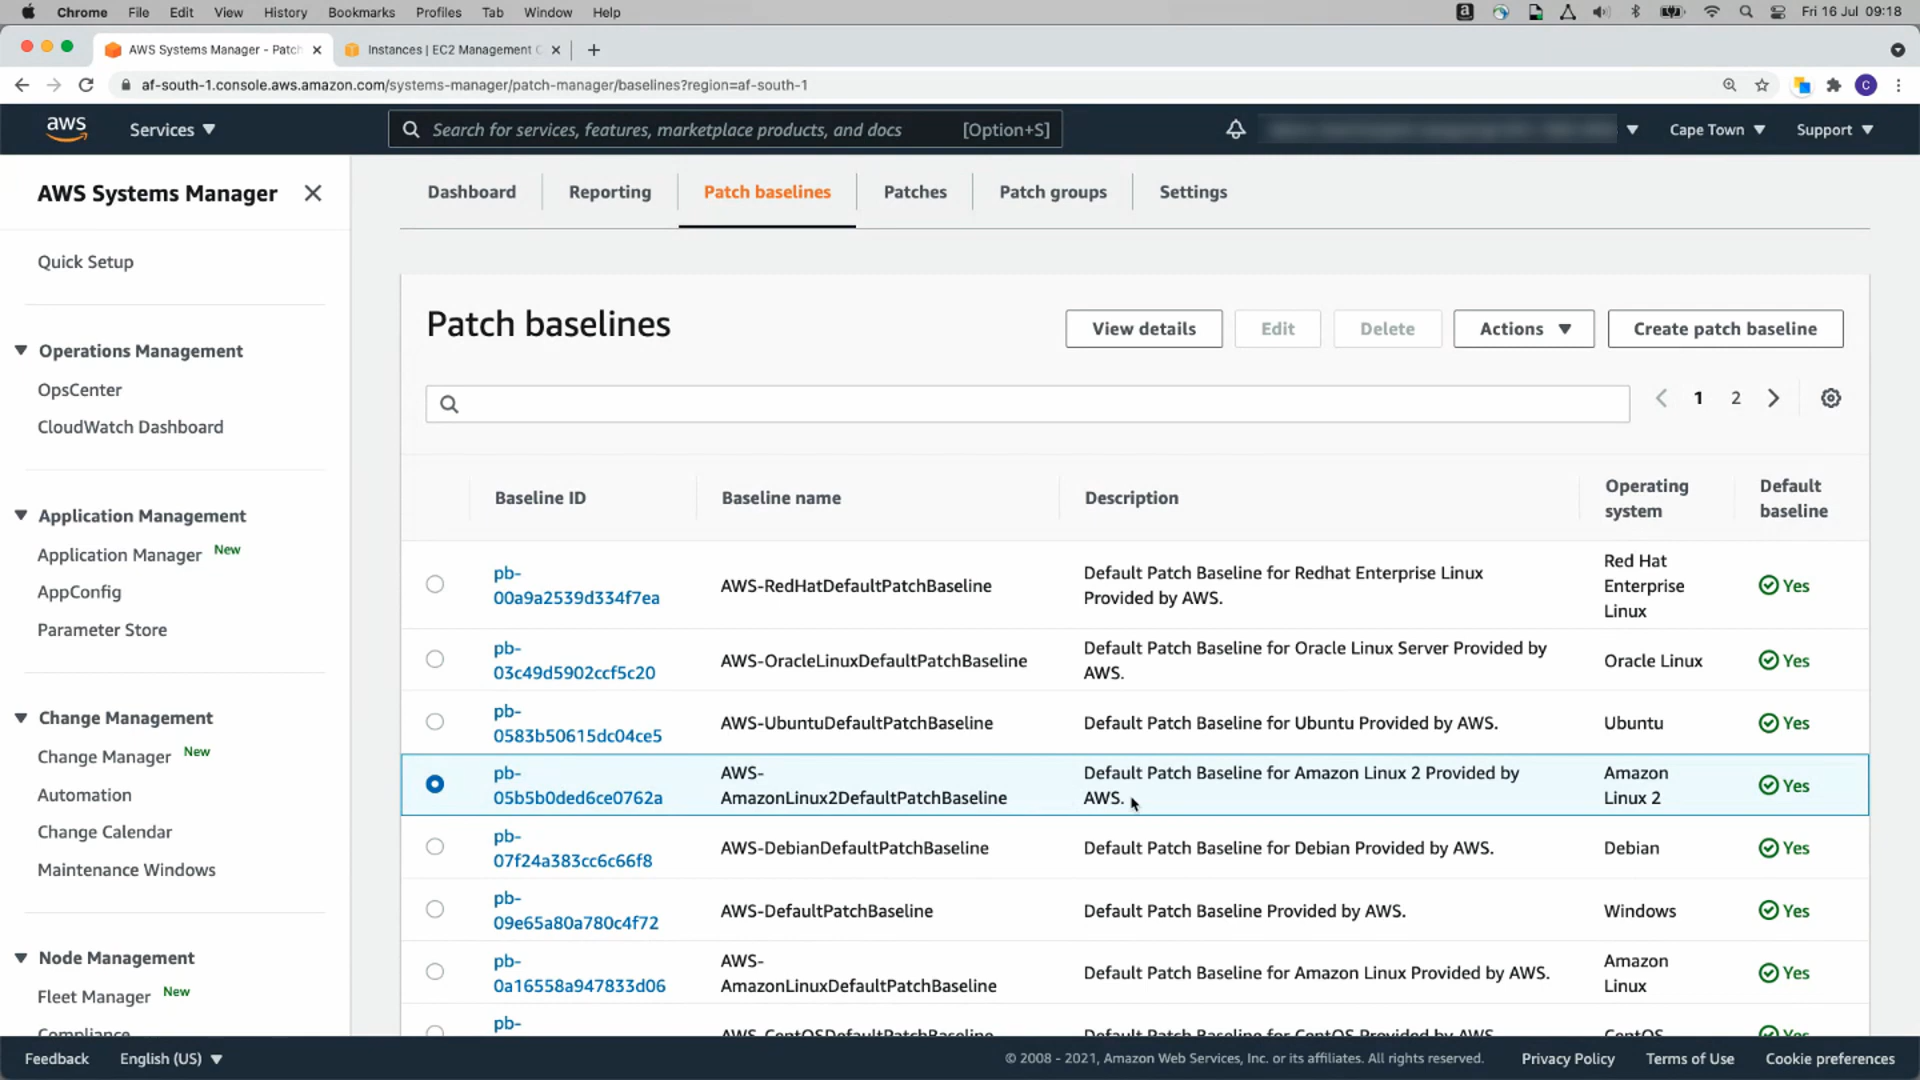 Chrome File Edit View History Bookmarks Profiles Tab Window Help Fri 16 Jul 09:18
AWS Systems Manager - Patch Instances | EC2 Management C
af-south-1.console.aws.amazon.com/systems-manager/patch-manager/baselines?region=af-south-1 C
aws Services Search for services, features, marketplace products, and docs [Option+S] Cape Town Support
AWS Systems Manager
Quick Setup
Operations Management
OpsCenter
CloudWatch Dashboard
Application Management
Application Manager New
AppConfig
Parameter Store
Change Management
Change Manager New
Automation
Change Calendar
Maintenance Windows
Node Management
Fleet Manager New
Compliance
Dashboard Reporting Patch baselines Patches Patch groups Settings
Patch baselines View details Edit Delete Actions Create patch baseline
1 2
Baseline ID Baseline name Description Operating system Default baseline
pb-00a9a2539d334f7ea AWS-RedHatDefaultPatchBaseline Default Patch Baseline for Redhat Enterprise Linux Provided by AWS. Red Hat Enterprise Linux Yes
pb-03c49d5902ccf5c20 AWS-OracleLinuxDefaultPatchBaseline Default Patch Baseline for Oracle Linux Server Provided by AWS. Oracle Linux Yes
pb-0583b50615dc04ce5 AWS-UbuntuDefaultPatchBaseline Default Patch Baseline for Ubuntu Provided by AWS. Ubuntu Yes
pb-05b5b0ded6ce0762a AWS-AmazonLinux2DefaultPatchBaseline Default Patch Baseline for Amazon Linux 2 Provided by AWS. Amazon Linux 2 Yes
pb-07f24a383cc6c66f8 AWS-DebianDefaultPatchBaseline Default Patch Baseline for Debian Provided by AWS. Debian Yes
pb-09e65a80a780c4f72 AWS-DefaultPatchBaseline Default Patch Baseline Provided by AWS. Windows Yes
pb-0a16558a947833d06 AWS-AmazonLinuxDefaultPatchBaseline Default Patch Baseline for Amazon Linux Provided by AWS. Amazon Linux Yes
pb- AWS-CentOSDefaultPatchBaseline Default Patch Baseline for CentOS Provided by AWS. CentOS Yes
Feedback English (US) © 2008 - 2021, Amazon Web Services, Inc. or its affiliates. All rights reserved. Privacy Policy Terms of Use Cookie preferences